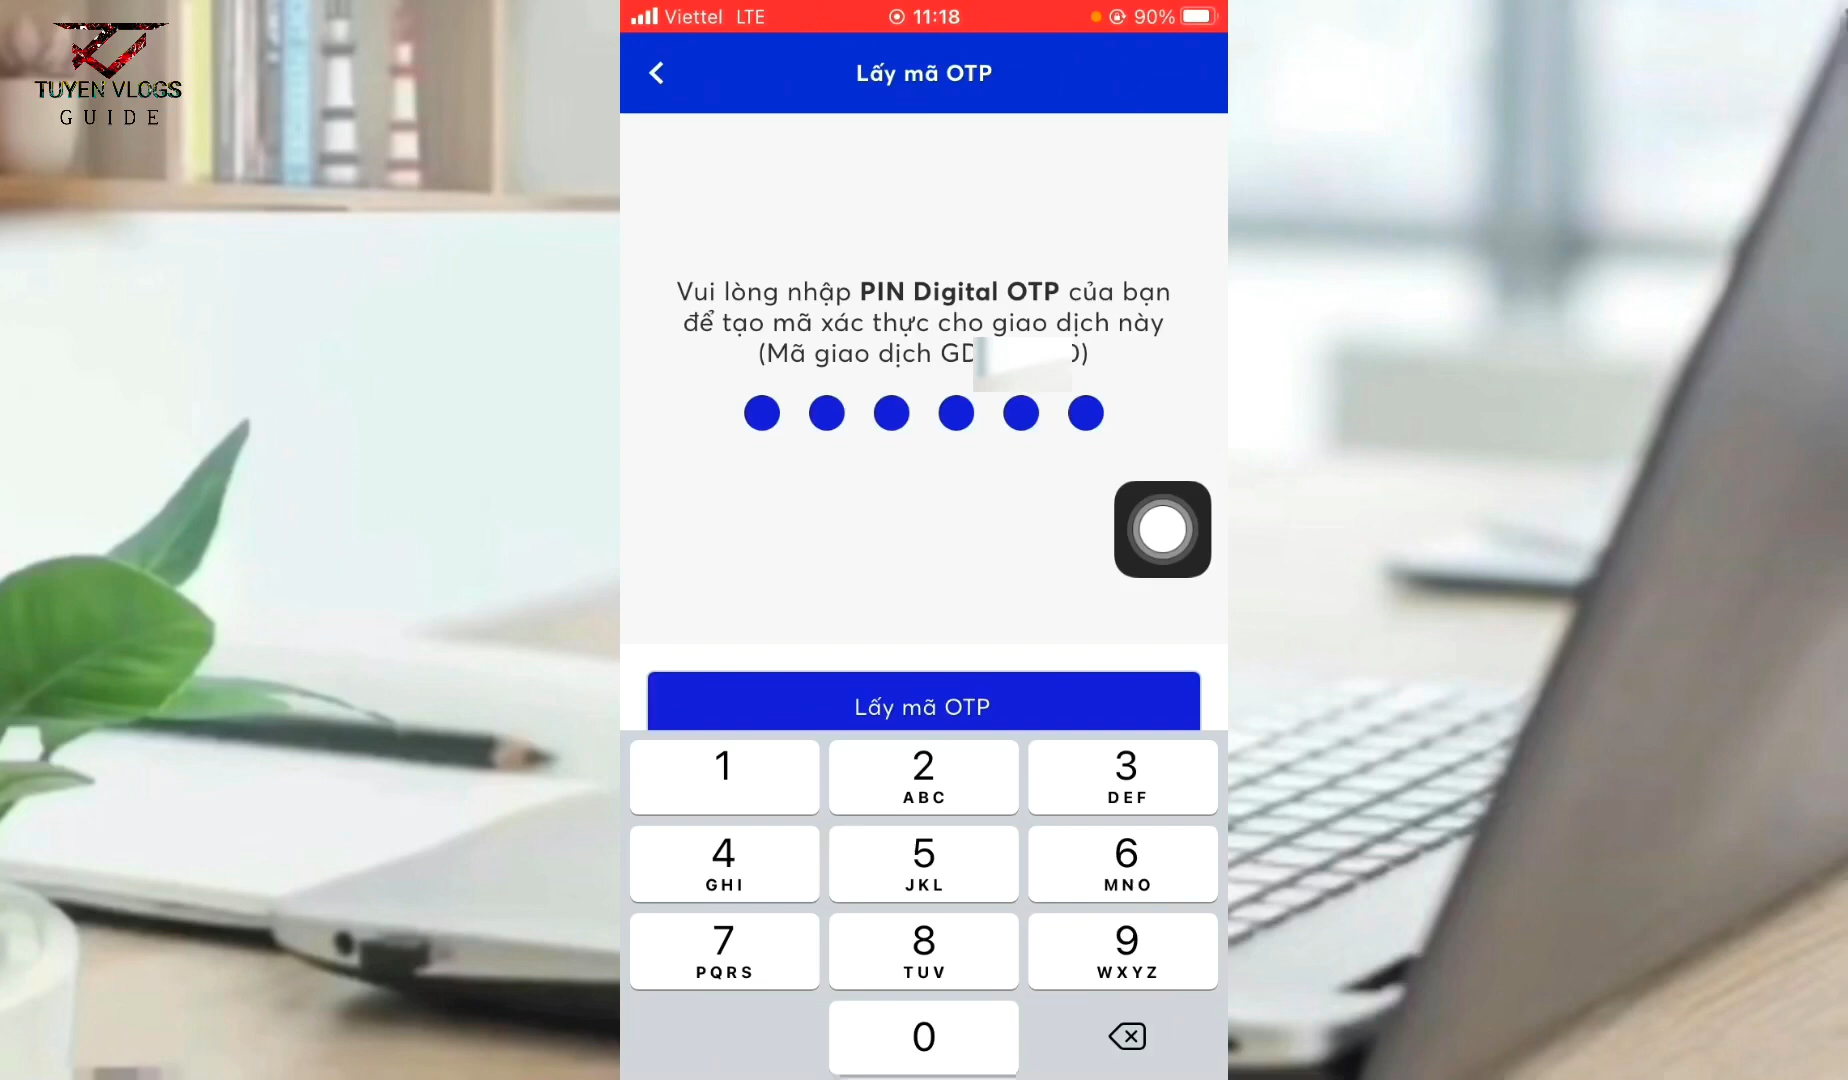 TUYEN VLOGS
GUIDE
Viettel LTE
11:18
90%
Lấy mã OTP
Vui lòng nhập PIN Digital OTP của bạn
để tạo mã xác thực cho giao dịch này
(Mã giao dịch GD 0)
Lấy mã OTP
1
2
ABC
3
DEF
4
GHI
5
JKL
6
MNO
7
PQRS
8
TUV
9
WXYZ
0